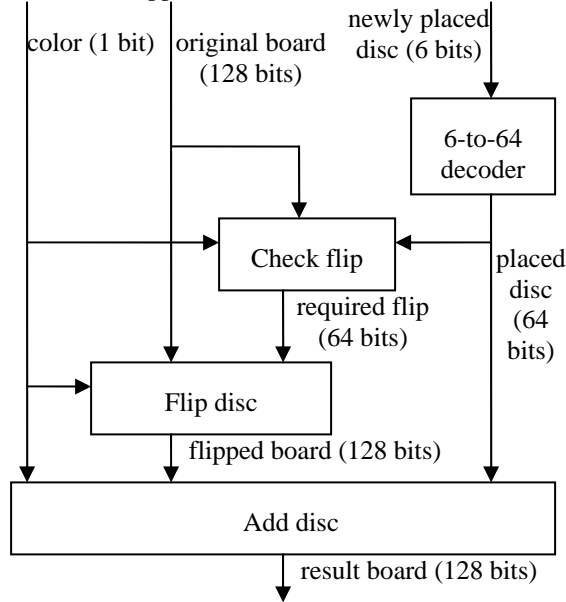 newly placed
disc (6 bits)
color (1 bit)
original board
(128 bits)
6-to-64
decoder
Check flip
placed
disc
(64
bits)
required flip
(64 bits)
Flip disc
flipped board (128 bits)
Add disc
result board (128 bits)